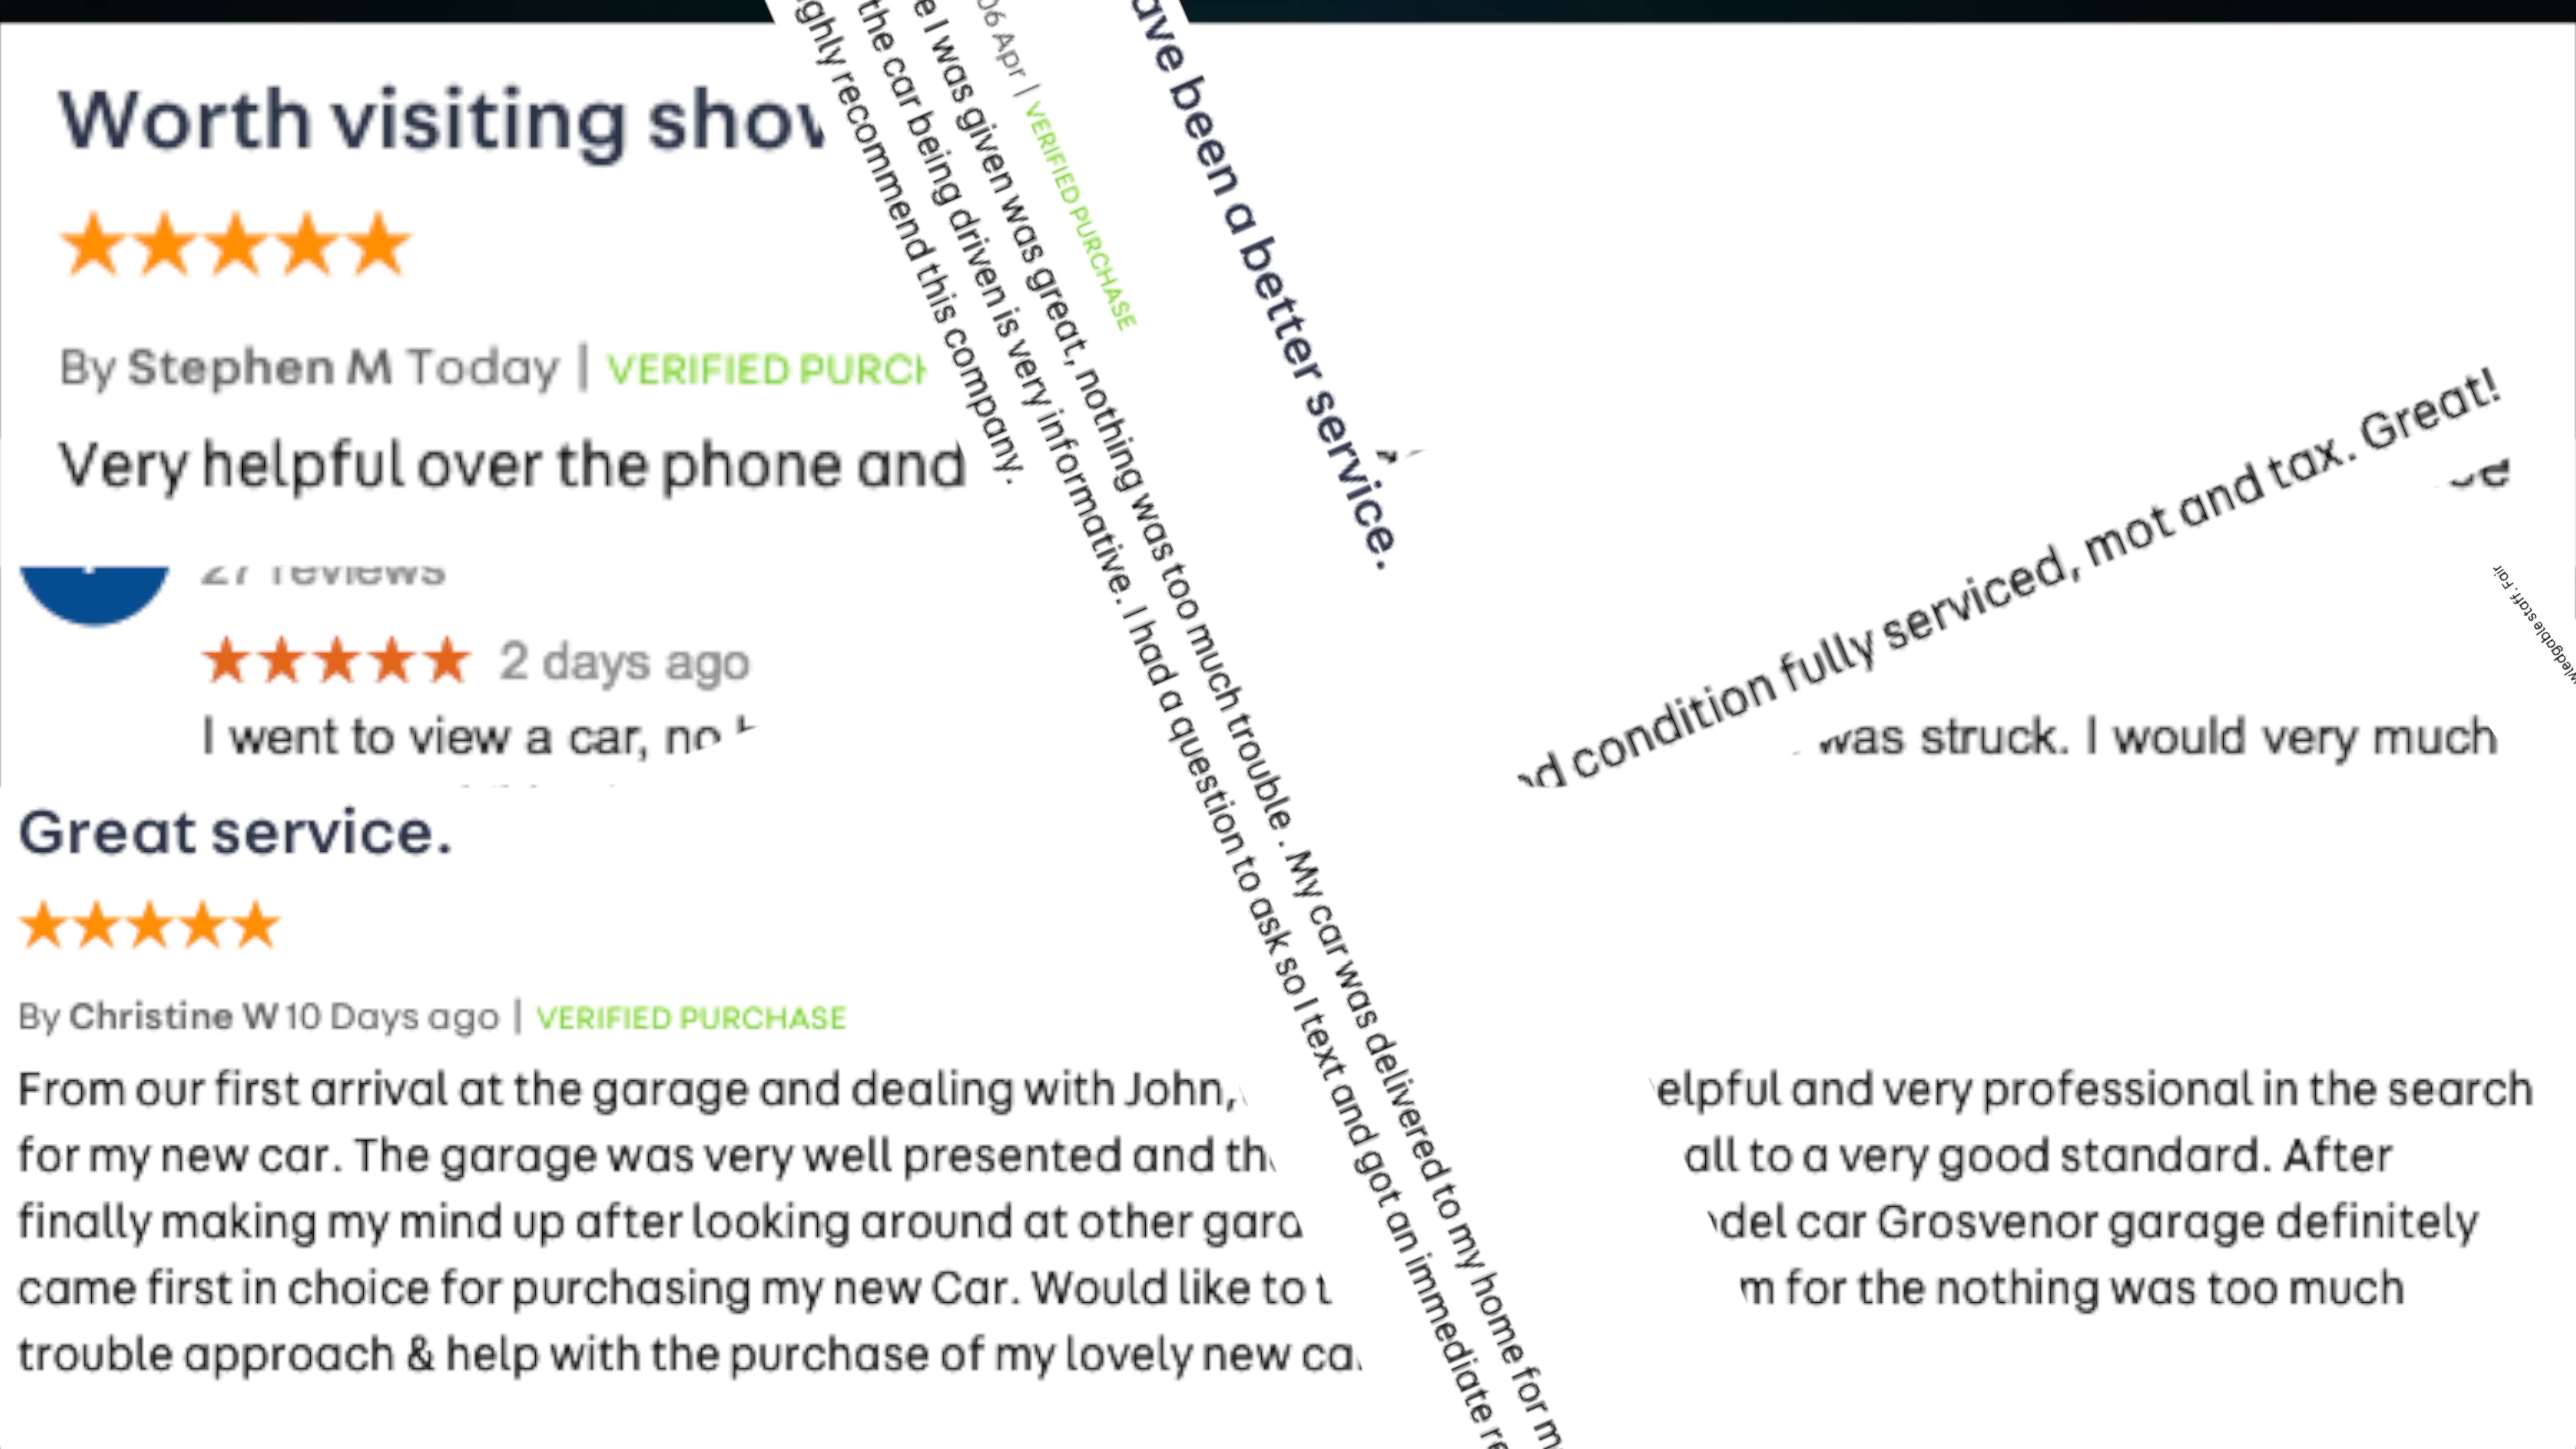 Worth visiting
By Stephen M Today | VERIFIED
Very helpful over the phone and
27 reviews
2 days ago
I went to view a car, no
was struck. I would very much
Great service.
By Christine W 10 Days ago | VERIFIED PURCHASE
From our first arrival at the garage and dealing with John,
elpful and very professional in the search
for my new car. The garage was very well presented and
all to a very good standard. After
finally making my mind up after looking around at other
del car Grosvenor garage definitely
came first in choice for purchasing my new Car. Would like to
for the nothing was too much
trouble approach & help with the purchase of my lovely new
ave been a better service.
06 Apr | VERIFIED PURCHASE
I was given was great, nothing was too much trouble . My car was delivered to my home for
the car being driven is very informative. I had a question to ask so I text and got an immediate
ghly recommend this company.
condition fully serviced, mot and tax. Great!
staff. Fair